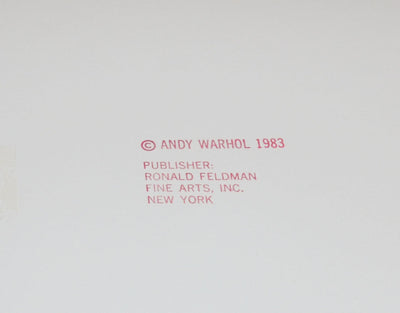 © ANDY WARHOL 1983
PUBLISHER:
RONALD FELDMAN
FINE ARTS, INC.
NEW YORK